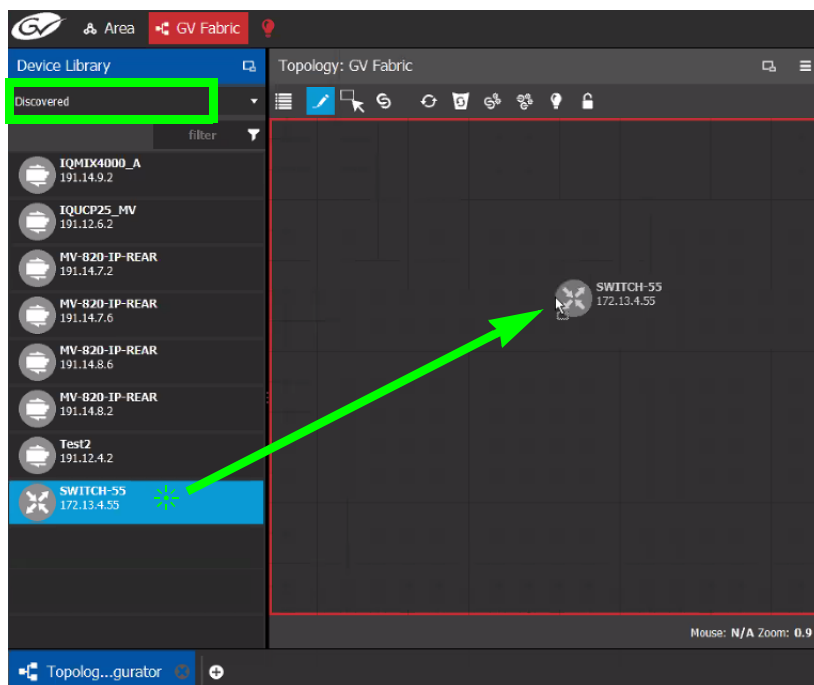 GV
Area
GV Fabric
Device Library
Topology: GV Fabric
Discovered
filter
IQMIX4000_A
191.14.9.2
IQUCP25_MV
191.12.6.2
MV-820-IP-REAR
191.14.7.2
MV-820-IP-REAR
191.14.7.6
MV-820-IP-REAR
191.14.8.6
MV-820-IP-REAR
191.14.8.2
Test2
191.12.4.2
SWITCH-55
172.13.4.55
SWITCH-55
172.13.4.55
Mouse: N/A Zoom: 0.9
Topolog...gurator